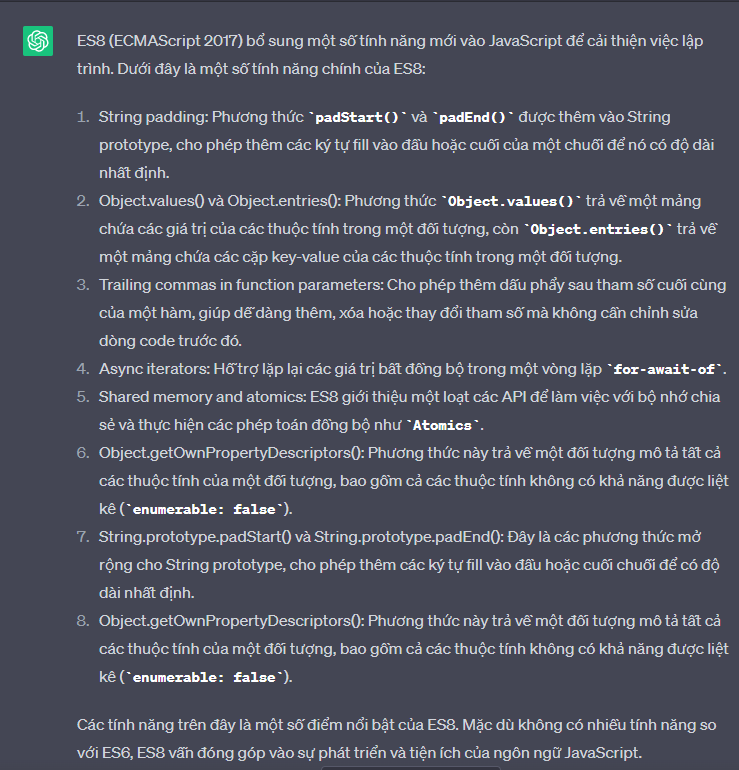 ES8 (ECMAScript 2017) bổ sung một số tính năng mới vào JavaScript để cải thiện việc lập
trình. Dưới đây là một số tính năng chính của ES8:
1. String padding: Phương thức `padStart()` và `padEnd()` được thêm vào String
prototype, cho phép thêm các ký tự fill vào đầu hoặc cuối của một chuỗi để nó có độ dài
nhất định.
2. Object.values() và Object.entries(): Phương thức `Object.values()` trả về một mảng
chứa các giá trị của các thuộc tính trong một đối tượng, còn `Object.entries()` trả về
một mảng chứa các cặp key-value của các thuộc tính trong một đối tượng.
3. Trailing commas in function parameters: Cho phép thêm dấu phẩy sau tham số cuối cùng
của một hàm, giúp dễ dàng thêm, xóa hoặc thay đổi tham số mà không cần chỉnh sửa
dòng code trước đó.
4. Async iterators: Hỗ trợ lặp lại các giá trị bất đồng bộ trong một vòng lặp `for-await-of`.
5. Shared memory and atomics: ES8 giới thiệu một loạt các API để làm việc với bộ nhớ chia
sẻ và thực hiện các phép toán đồng bộ như `Atomics`.
6. Object.getOwnPropertyDescriptors(): Phương thức này trả về một đối tượng mô tả tất cả
các thuộc tính của một đối tượng, bao gồm cả các thuộc tính không có khả năng được liệt
kê (`enumerable: false`).
7. String.prototype.padStart() và String.prototype.padEnd(): Đây là các phương thức mở
rộng cho String prototype, cho phép thêm các ký tự fill vào đầu hoặc cuối chuỗi để có độ
dài nhất định.
8. Object.getOwnPropertyDescriptors(): Phương thức này trả về một đối tượng mô tả tất cả
các thuộc tính của một đối tượng, bao gồm cả các thuộc tính không có khả năng được liệt
kê (`enumerable: false`).
Các tính năng trên đây là một số điểm nổi bật của ES8. Mặc dù không có nhiều tính năng so
với ES6, ES8 vẫn đóng góp vào sự phát triển và tiện ích của ngôn ngữ JavaScript.